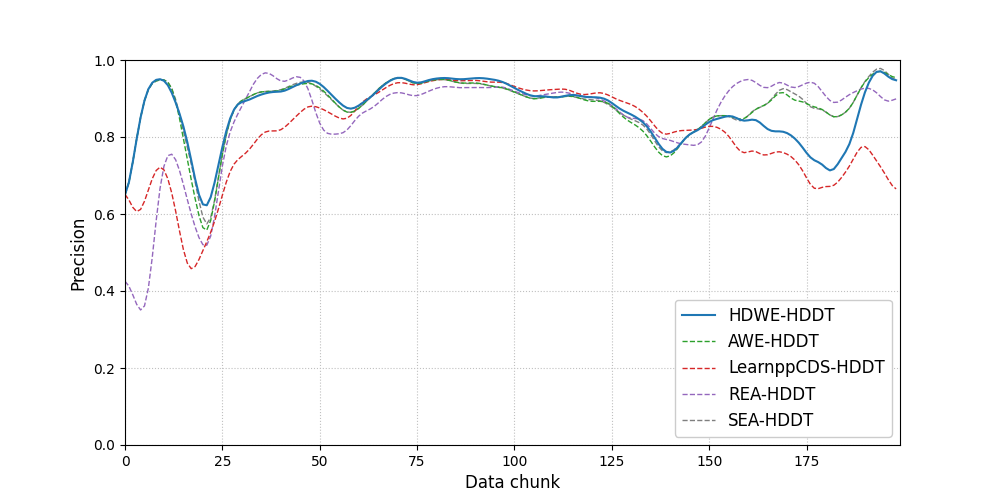 1.0
0.8
0.6
0.4
0.2
0.0
Precision
0 25 50 75 100 125 150 175
Data chunk
HDWE-HDDT
AWE-HDDT
LearnppCDS-HDDT
REA-HDDT
SEA-HDDT